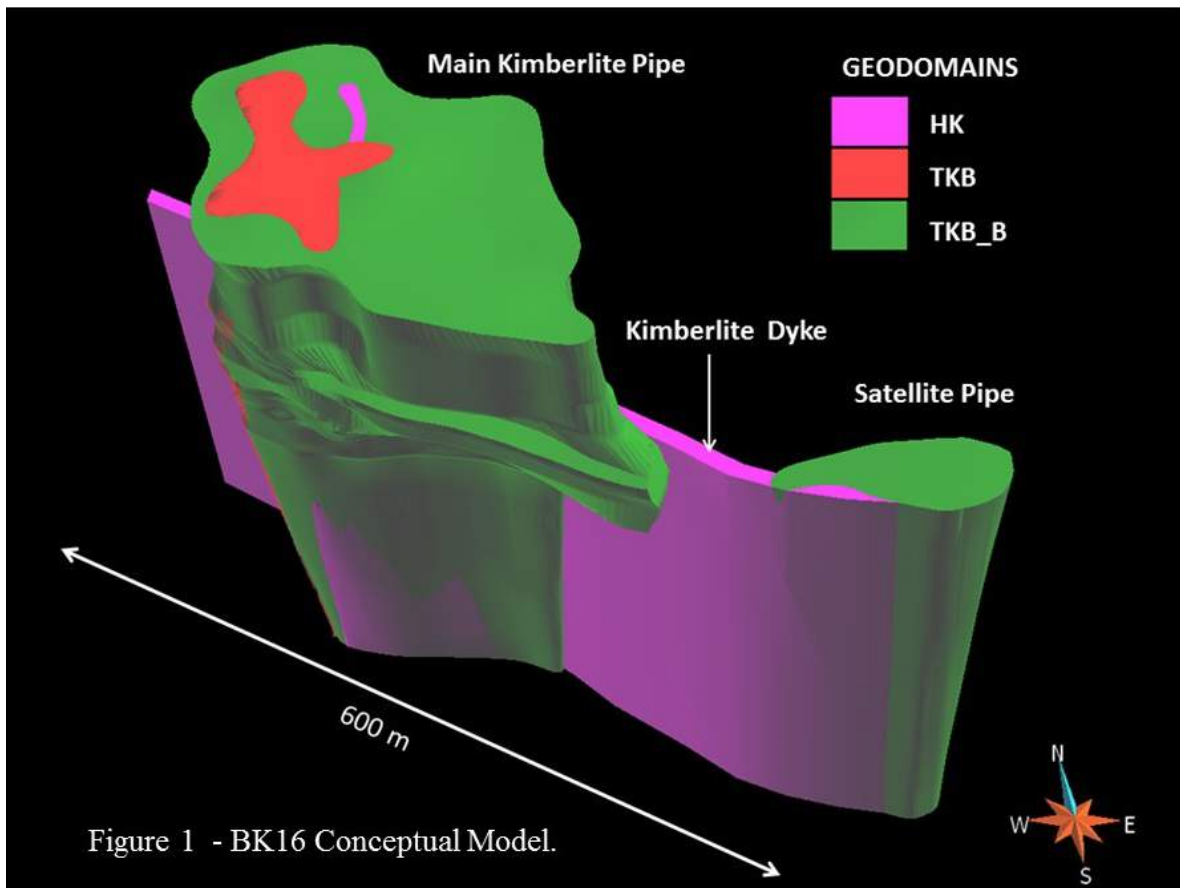 Main Kimberlite Pipe
GEODOMAINS
HK
TKB
TKB_B
Kimberlite Dyke
Satellite Pipe
600 m
Figure 1 - BK16 Conceptual Model.
N
W E
S